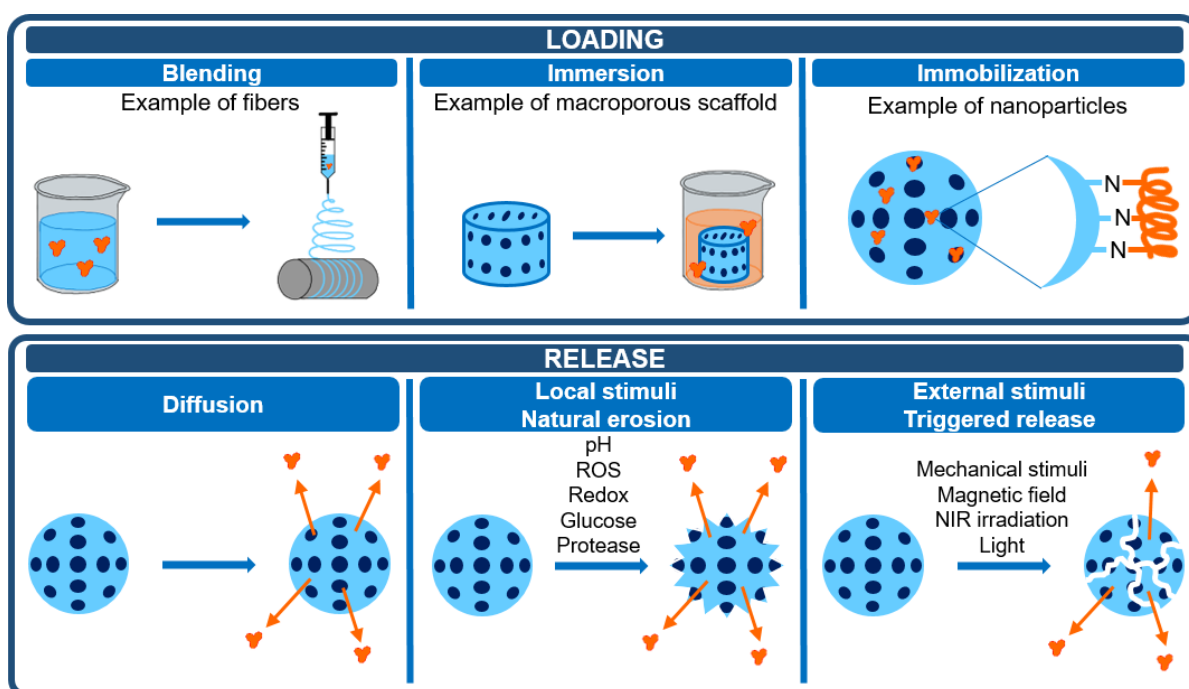 LOADING
Blending
Example of fibers
Immersion
Example of macroporous scaffold
Immobilization
Example of nanoparticles
N
N
N
RELEASE
Diffusion
Local stimuli
Natural erosion
pH
ROS
Redox
Glucose
Protease
External stimuli
Triggered release
Mechanical stimuli
Magnetic field
NIR irradiation
Light